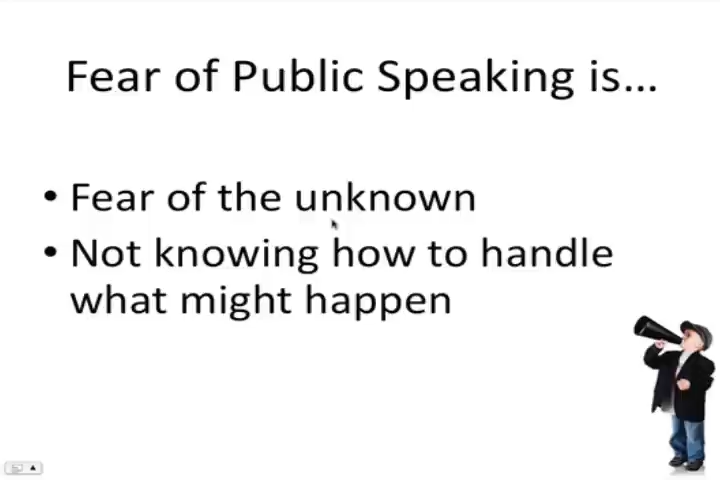 Fear of Public Speaking is…
• Fear of the unknown
• Not knowing how to handle
what might happen